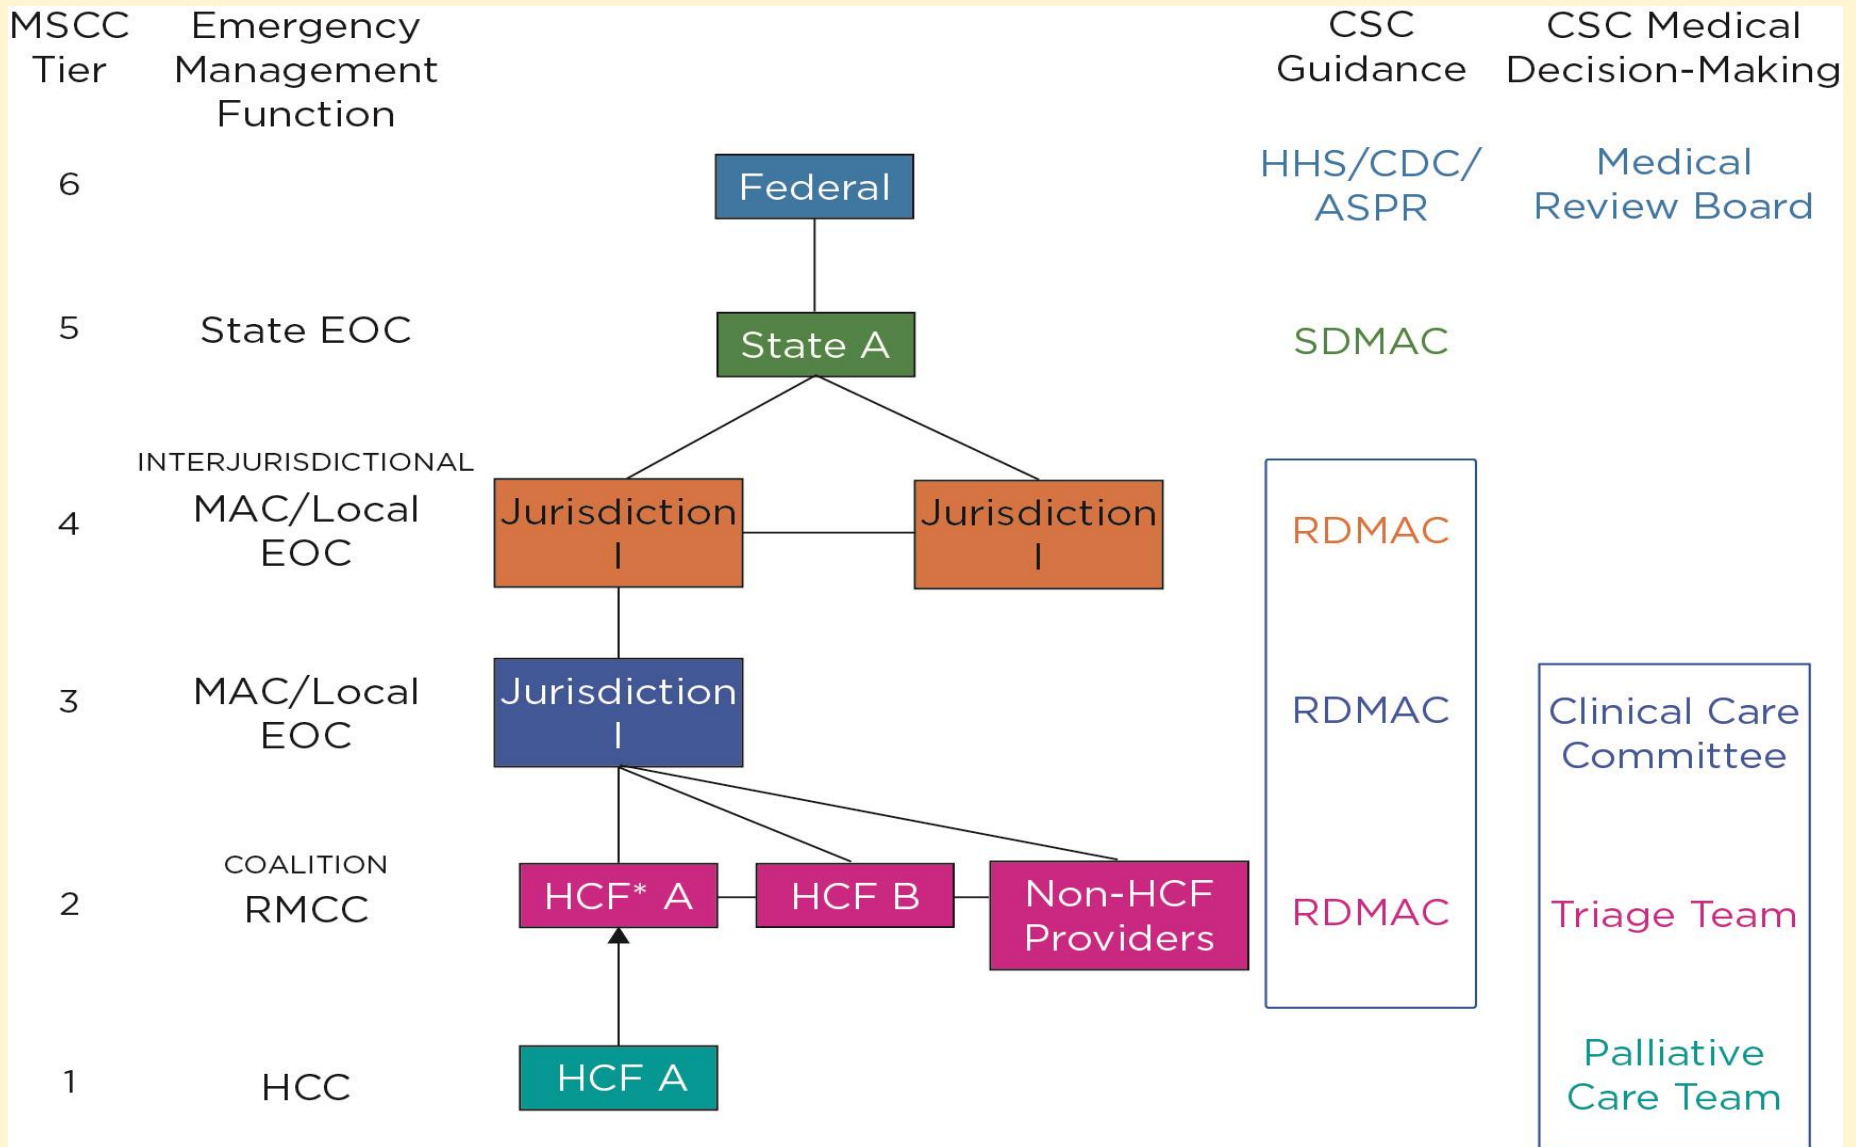 MSCC Tier
Emergency Management Function
CSC Guidance
CSC Medical Decision-Making
6
Federal
HHS/CDC/
ASPR
Medical
Review Board
5
State EOC
State A
SDMAC
4
INTERJURISDICTIONAL
MAC/Local
EOC
Jurisdiction
I
Jurisdiction
I
RDMAC
3
MAC/Local
EOC
Jurisdiction
I
RDMAC
Clinical Care
Committee
2
COALITION
RMCC
HCF* A
HCF B
Non-HCF
Providers
RDMAC
Triage Team
1
HCC
HCF A
Palliative
Care Team